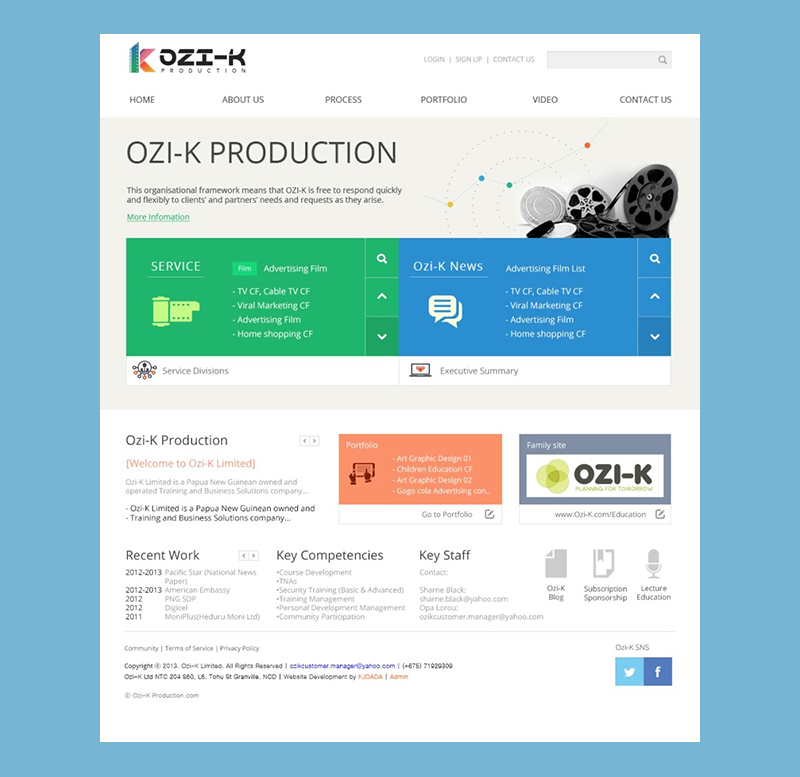 OZI-K
PRODUCTION
LOGIN | SIGN UP | CONTACT US
HOME ABOUT US PROCESS PORTFOLIO VIDEO CONTACT US
OZI-K PRODUCTION
This organisational framework means that OZI-K is free to respond quickly
and flexibly to clients' and partners' needs and requests as they arise.
More Infomation
SERVICE
Film Advertising Film
- TV CF, Cable TV CF
- Viral Marketing CF
- Advertising Film
- Home shopping CF
Ozi-K News
Advertising Film List
- TV CF, Cable TV CF
- Viral Marketing CF
- Advertising Film
- Home shopping CF
Service Divisions
Executive Summary
Ozi-K Production
[Welcome to Ozi-K Limited]
Ozi-K Limited is a Papua New Guinean owned and
operated Training and Business Solutions company...
- Ozi-K Limited is a Papua New Guinean owned and
- Training and Business Solutions company...
Portfolio
- Art Graphic Design 01
- Children Education CF
- Art Graphic Design 02
- Gogo cola Advertising con..
Go to Portfolio
Family site
OZI-K
PLANNING FOR TOMORROW
www.Ozi-K.com/Education
Recent Work
2012-2013 Pacific Star (National News
Paper)
2012-2013 American Embassy
2012 PNG SDP
2012 Digicel
2011 MoniPlus(Heduru Moni Ltd)
Key Competencies
•Course Development
•TNAs
•Security Training (Basic & Advanced)
•Training Management
•Personal Development Management
•Community Participation
Key Staff
Contact:
Sharne Black:
sharne.black@yahoo.com
Opa Lorou:
ozikcustomer.manager@yahoo.com
Ozi-K
Blog
Subscription
Sponsorship
Lecture
Education
Community | Terms of Service | Privacy Policy
Copyright ⓒ 2013. Ozi-K Limited. All Rights Reserved | ozikcustomer.manager@yahoo.com | (+675) 71929309
Ozi-K Ltd NTC 204 S60, L6, Tohu St Granville, NCD | Website Development by KJDADA | Admin
ⓒ Ozi-K Production.com
Ozi-K SNS